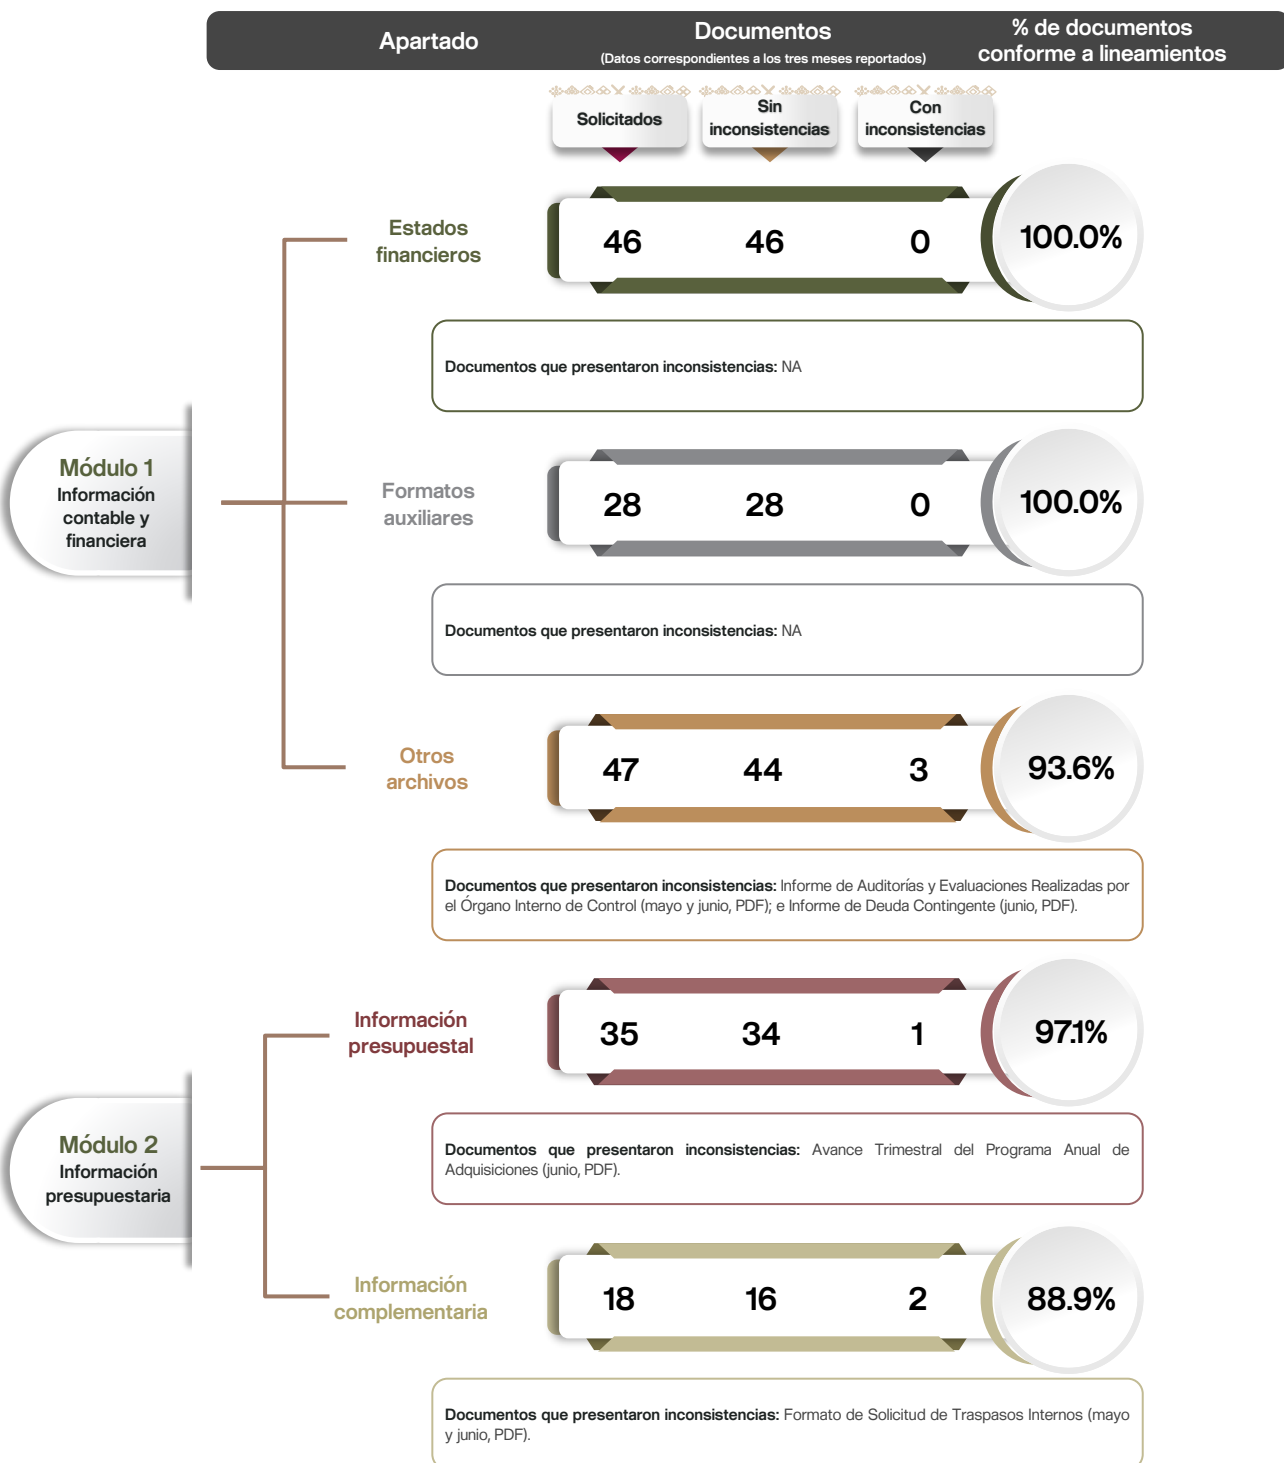 Apartado
Documentos
(Datos correspondientes a los tres meses reportados)
% de documentos
conforme a lineamientos
Solicitados
Sin
inconsistencias
Con
inconsistencias
Módulo 1
Información
contable y
financiera
Estados
financieros
46 46 0 100.0%
Documentos que presentaron inconsistencias: NA
Formatos
auxiliares
28 28 0 100.0%
Documentos que presentaron inconsistencias: NA
Otros
archivos
47 44 3 93.6%
Documentos que presentaron inconsistencias: Informe de Auditorías y Evaluaciones Realizadas por
el Órgano Interno de Control (mayo y junio, PDF); e Informe de Deuda Contingente (junio, PDF).
Módulo 2
Información
presupuestaria
Información
presupuestal
35 34 1 97.1%
Documentos que presentaron inconsistencias: Avance Trimestral del Programa Anual de
Adquisiciones (junio, PDF).
Información
complementaria
18 16 2 88.9%
Documentos que presentaron inconsistencias: Formato de Solicitud de Traspasos Internos (mayo
y junio, PDF).